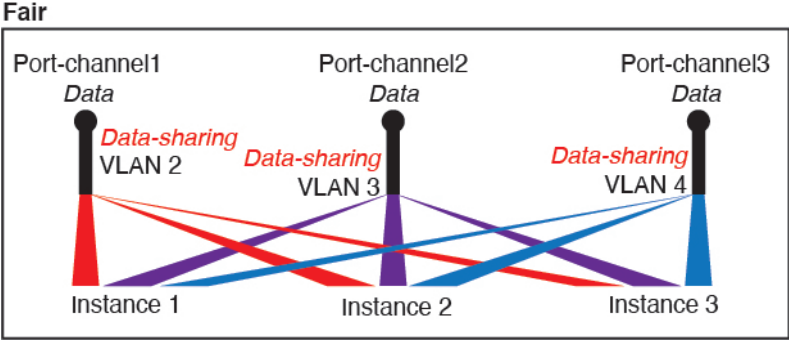 Fair
Port-channel1 Port-channel2 Port-channel3
Data Data Data
Data-sharing
VLAN 2
Data-sharing
VLAN 3
Data-sharing
VLAN 4
Instance 1 Instance 2 Instance 3